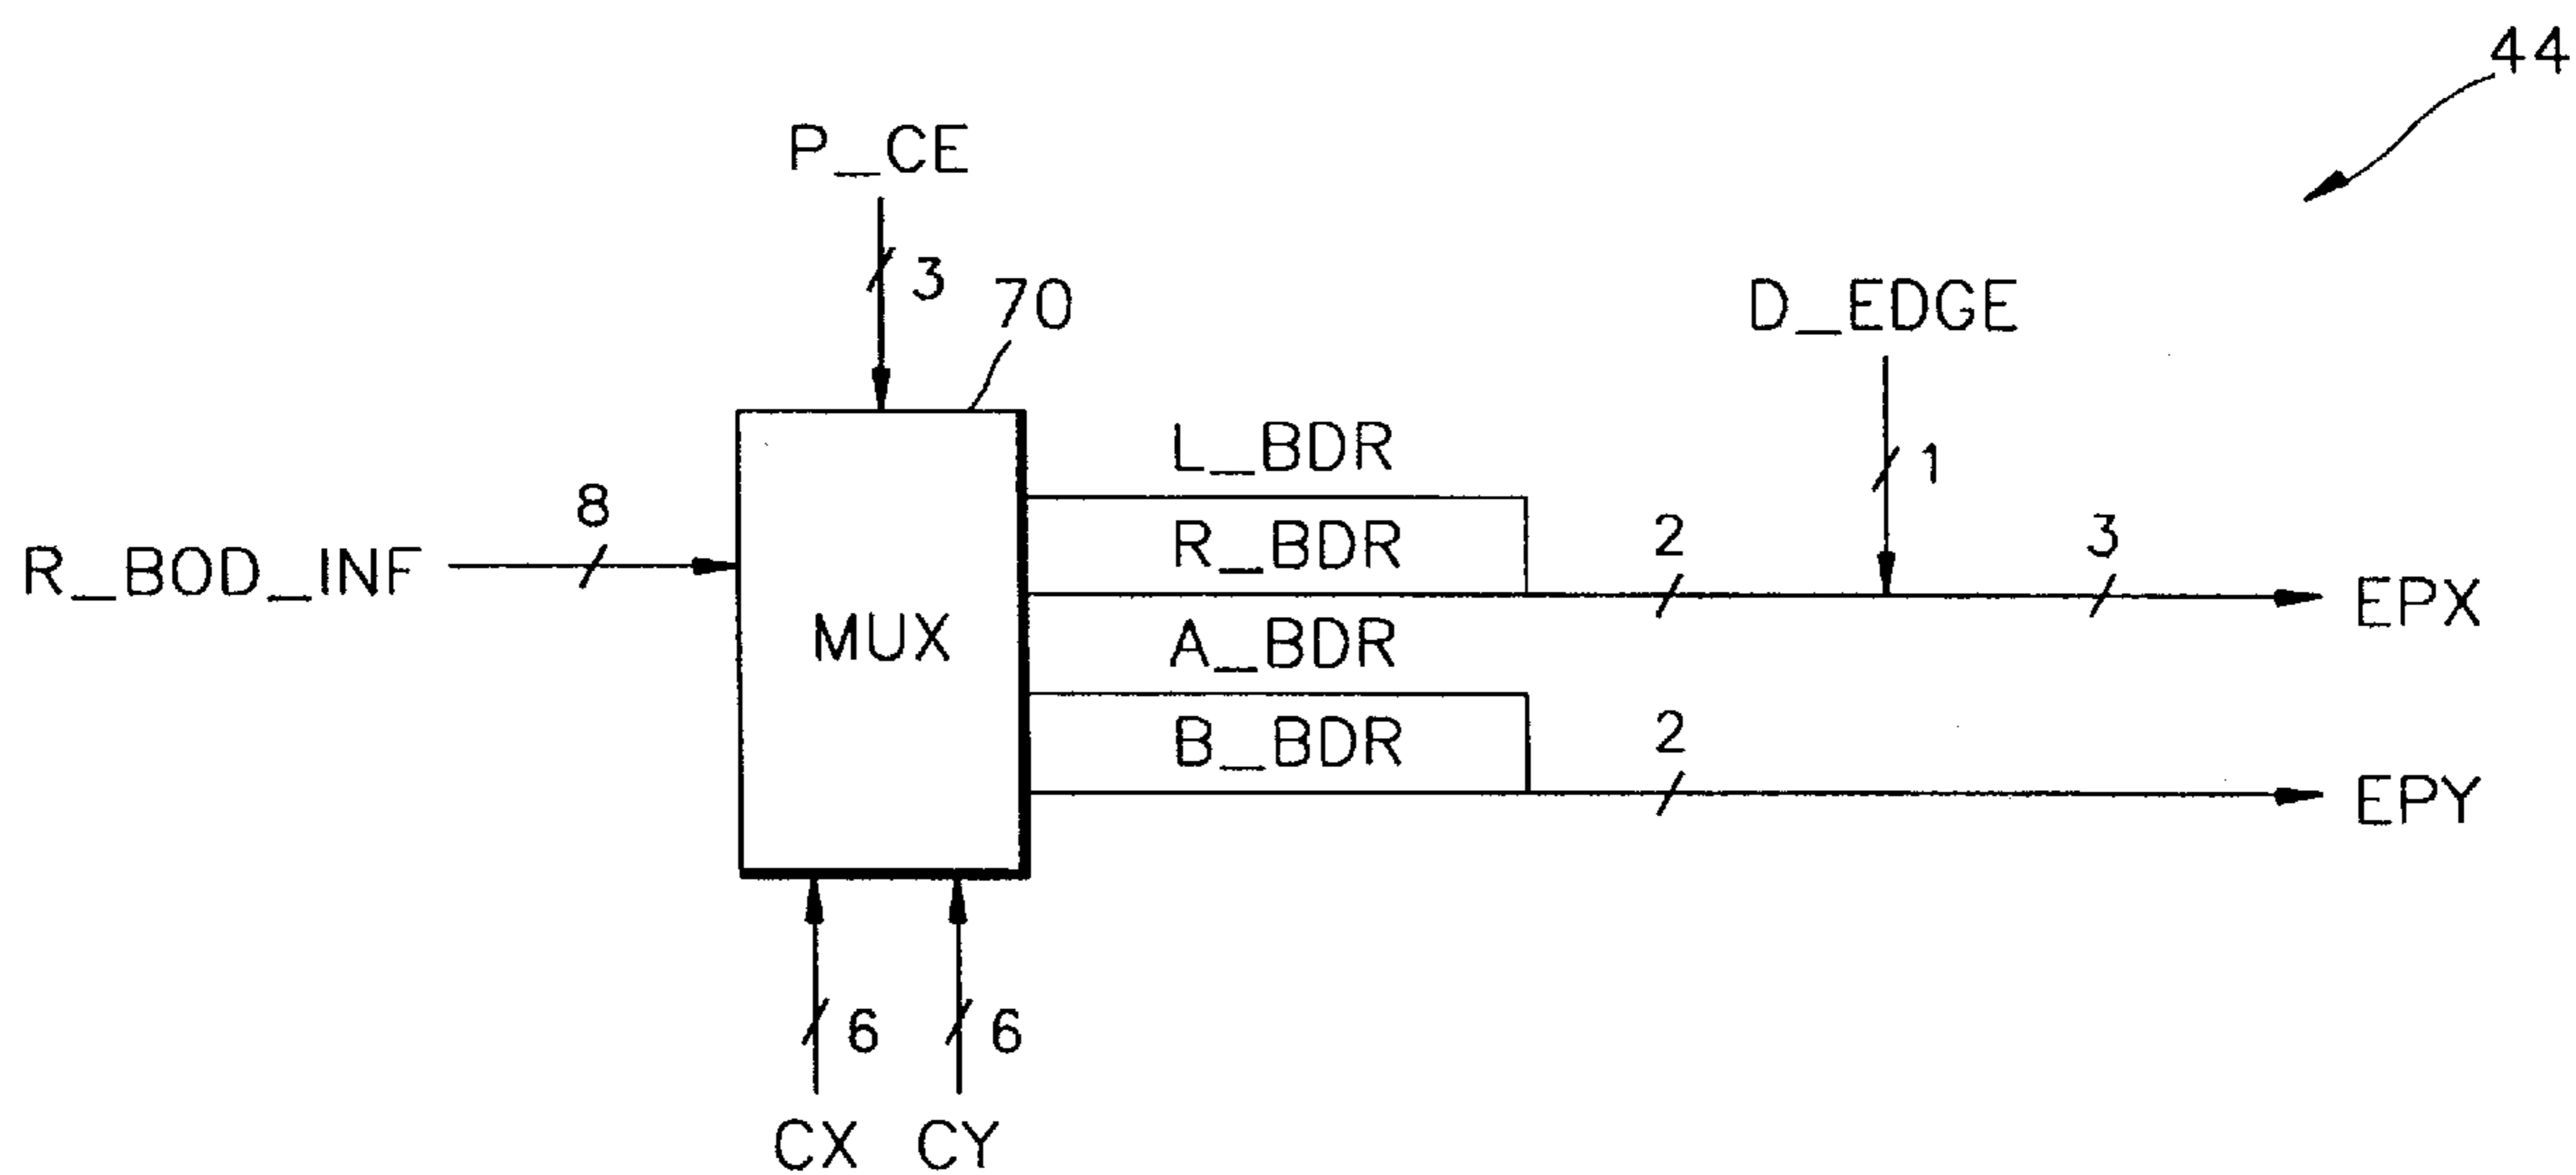 44
P_CE
3
70
D_EDGE
L_BDR
1
8
R_BDR
2
3
R_BOD_INF
EPX
MUX
A_BDR
2
B_BDR
EPY
6
6
CX
CY